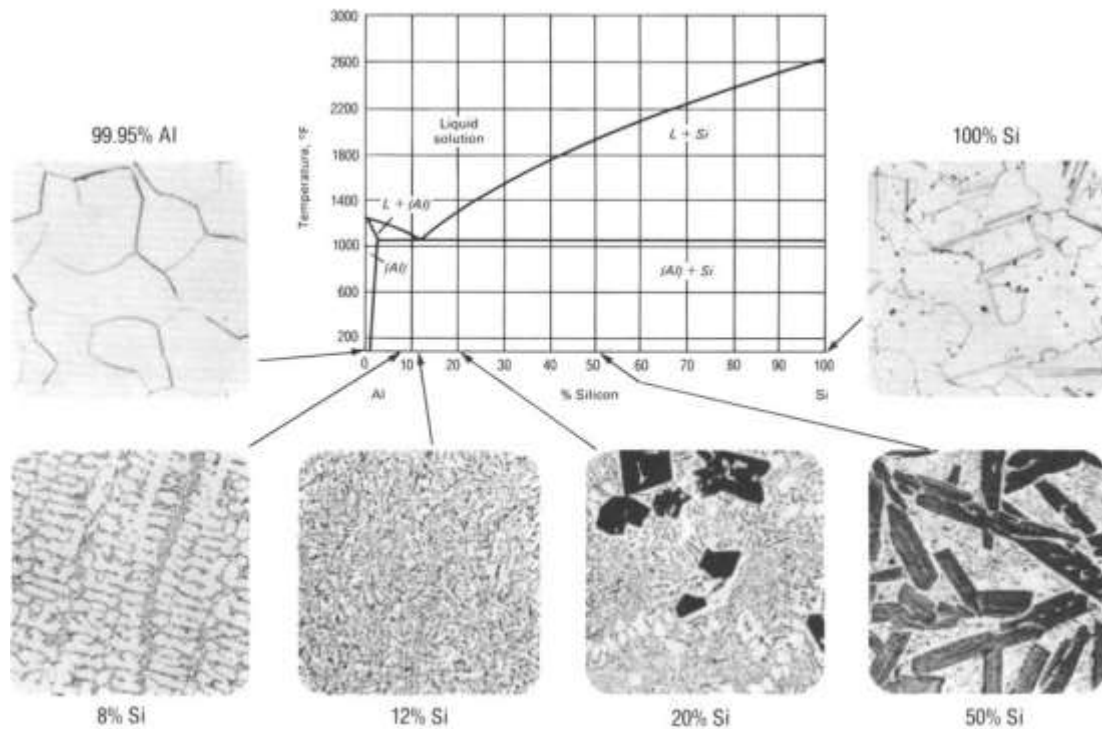 3000
2600
2200
1800
1400
1000
600
200
Temperature, °F
Liquid
solution
L + Si
L + (Al)
(Al)
(Al) + Si
0 10 20 30 40 50 60 70 80 90 100
Al % Silicon Si
99.95% Al
100% Si
8% Si
12% Si
20% Si
50% Si